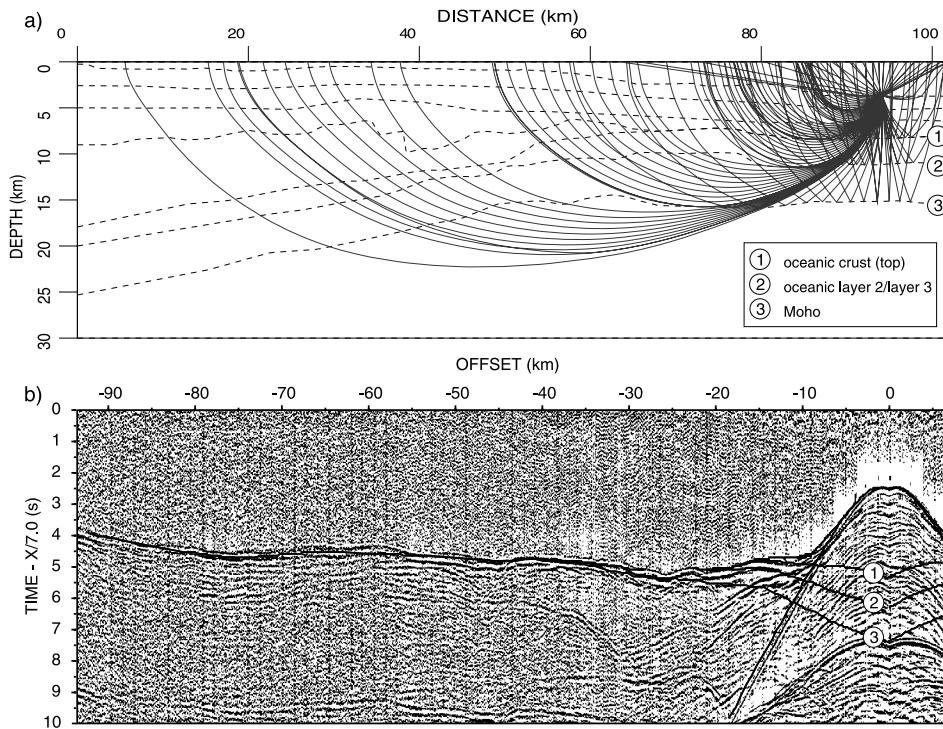 a)
DISTANCE (km)
0 20 40 60 80 100
DEPTH (km)
0
5
10
15
20
25
30
1
2
3
1 oceanic crust (top)
2 oceanic layer 2/layer 3
3 Moho
OFFSET (km)
b)
-90 -80 -70 -60 -50 -40 -30 -20 -10 0
TIME - X/7.0 (s)
0
1
2
3
4
5
6
7
8
9
10
1
2
3